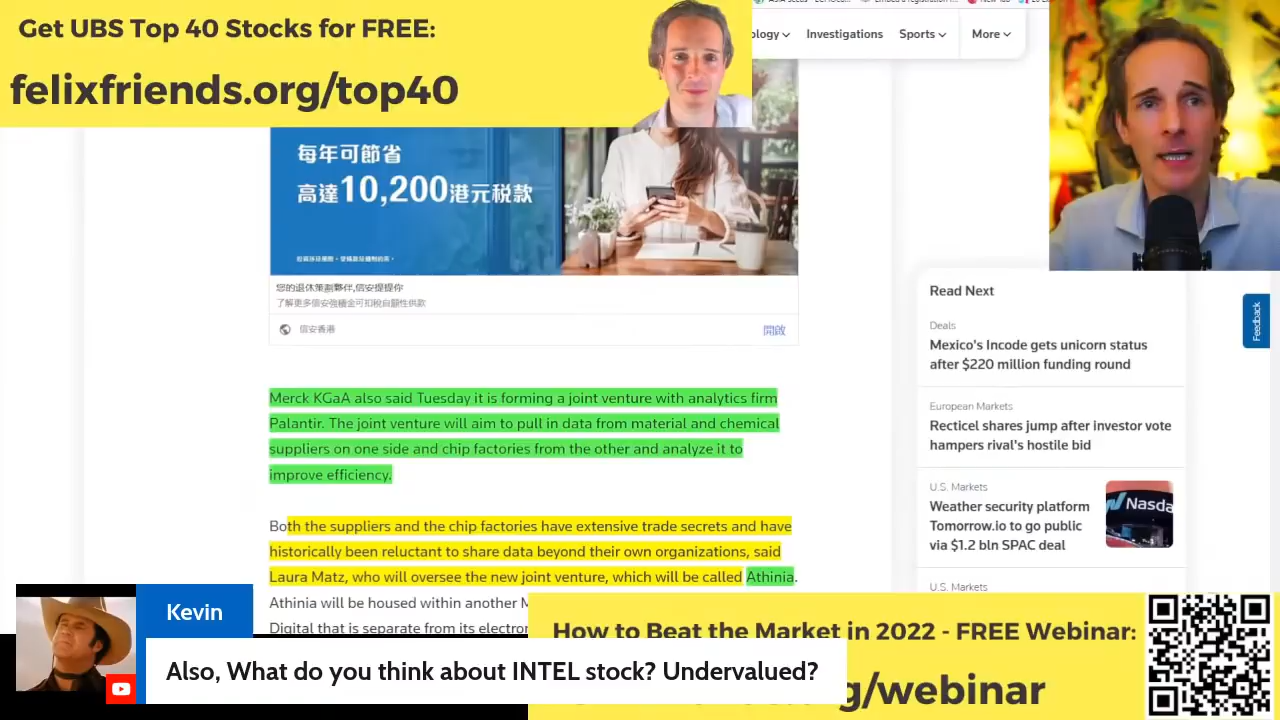 Get UBS Top 40 Stocks for FREE:
felixfriends.org/top40
ology
Investigations
Sports
More
每年可節省
高達10,200港元税款
您的退休策劃夥伴,信安提提你
了解更多信安強積金可扣稅自願性供款
信安香港
開啟
Merck KGaA also said Tuesday it is forming a joint venture with analytics firm
Palantir. The joint venture will aim to pull in data from material and chemical
suppliers on one side and chip factories from the other and analyze it to
improve efficiency.
Both the suppliers and the chip factories have extensive trade secrets and have
historically been reluctant to share data beyond their own organizations, said
Laura Matz, who will oversee the new joint venture, which will be called Athinia.
Athinia will be housed within another M
Digital that is separate from its electron
Read Next
Deals
Mexico's Incode gets unicorn status
after $220 million funding round
European Markets
Recticel shares jump after investor vote
hampers rival's hostile bid
U.S. Markets
Weather security platform
Tomorrow.io to go public
via $1.2 bln SPAC deal
Nasda
U.S. Markets
Feedback
Kevin
Also, What do you think about INTEL stock? Undervalued?
How to Beat the Market in 2022 - FREE Webinar:
g/webinar